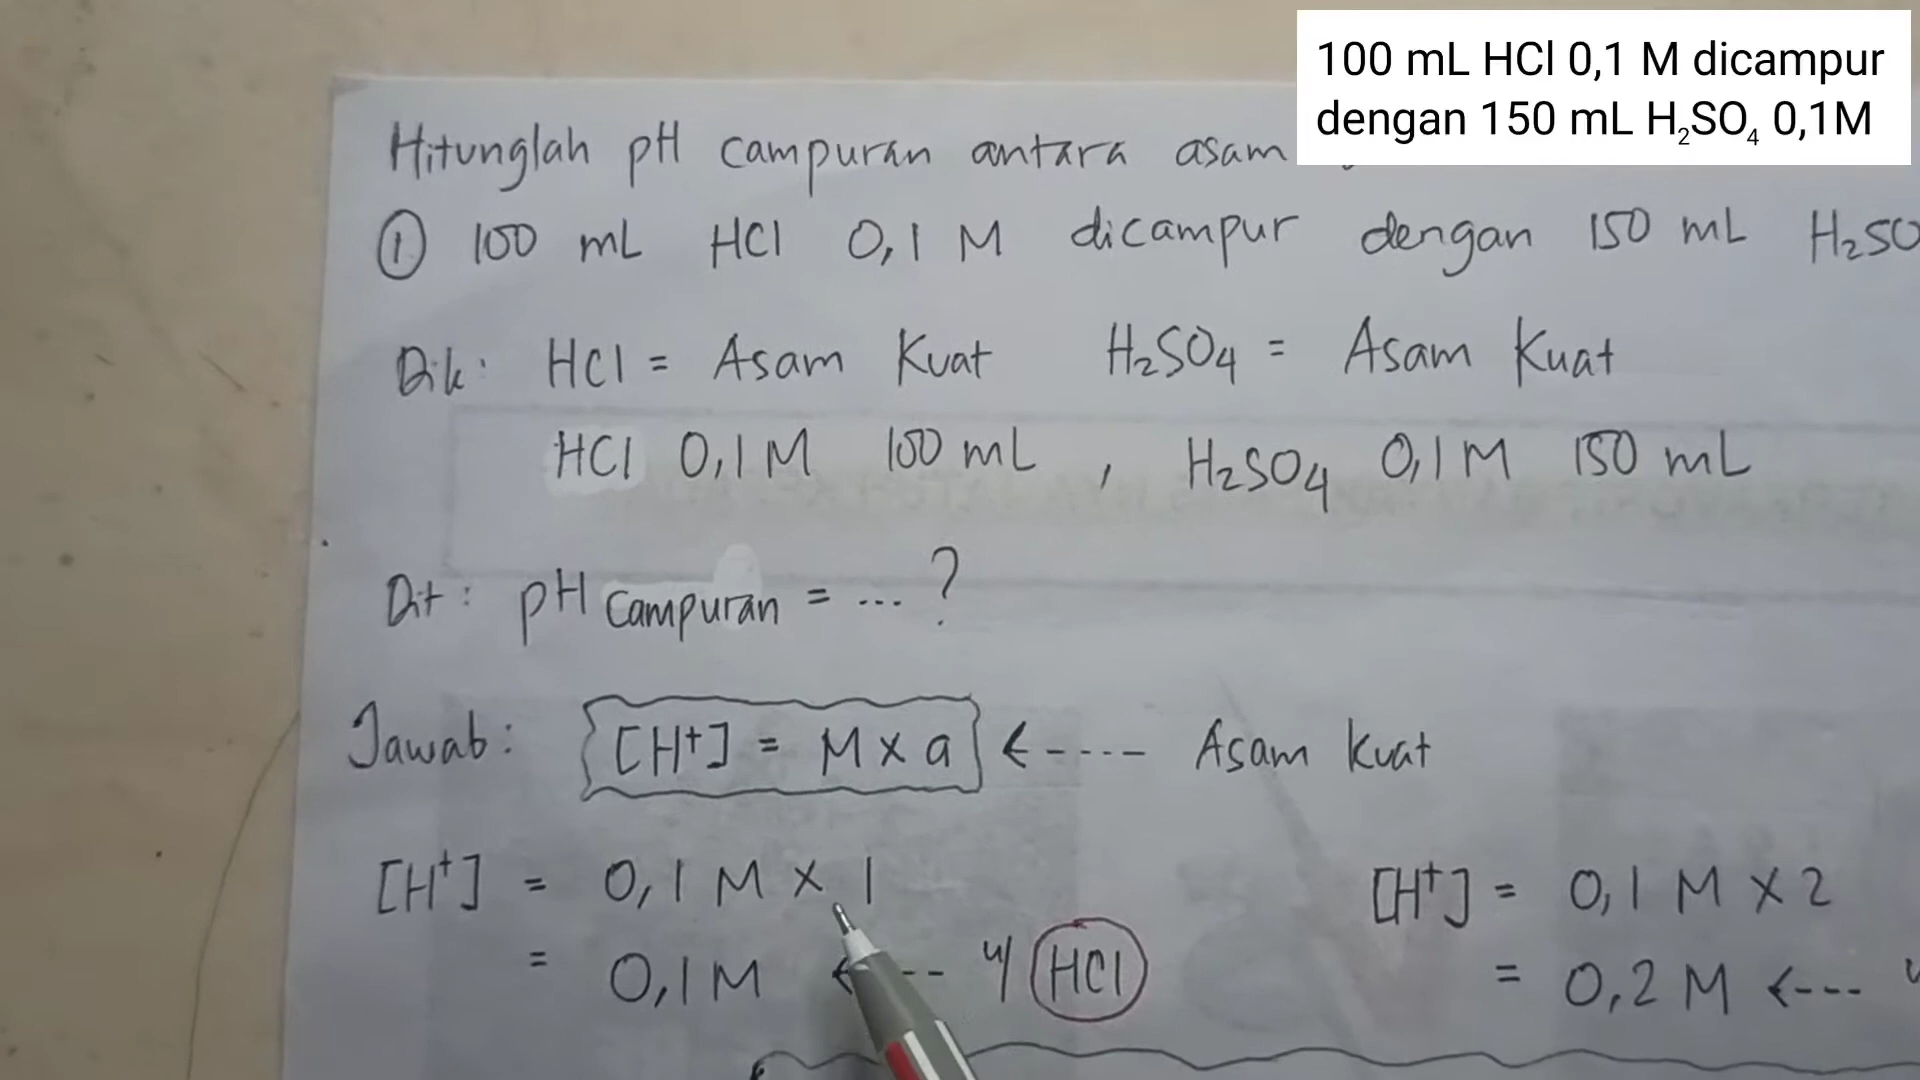 100 mL HCl 0,1 M dicampur
dengan 150 mL H₂SO₄ 0,1M
Hitunglah pH campuran antara asam
① 100 mL HCl 0,1 M dicampur dengan 150 mL H₂SO
Dik: HCl = Asam Kuat H₂SO₄ = Asam Kuat
HCl 0,1 M 100 mL , H₂SO₄ 0,1 M 150 mL
Dit: pH campuran = ... ?
Jawab: [H⁺] = M x a ←---- Asam kuat
[H⁺] = 0,1 M x 1 [H⁺] = 0,1 M x 2
= 0,1 M ←-- u/ HCl = 0,2 M ←---